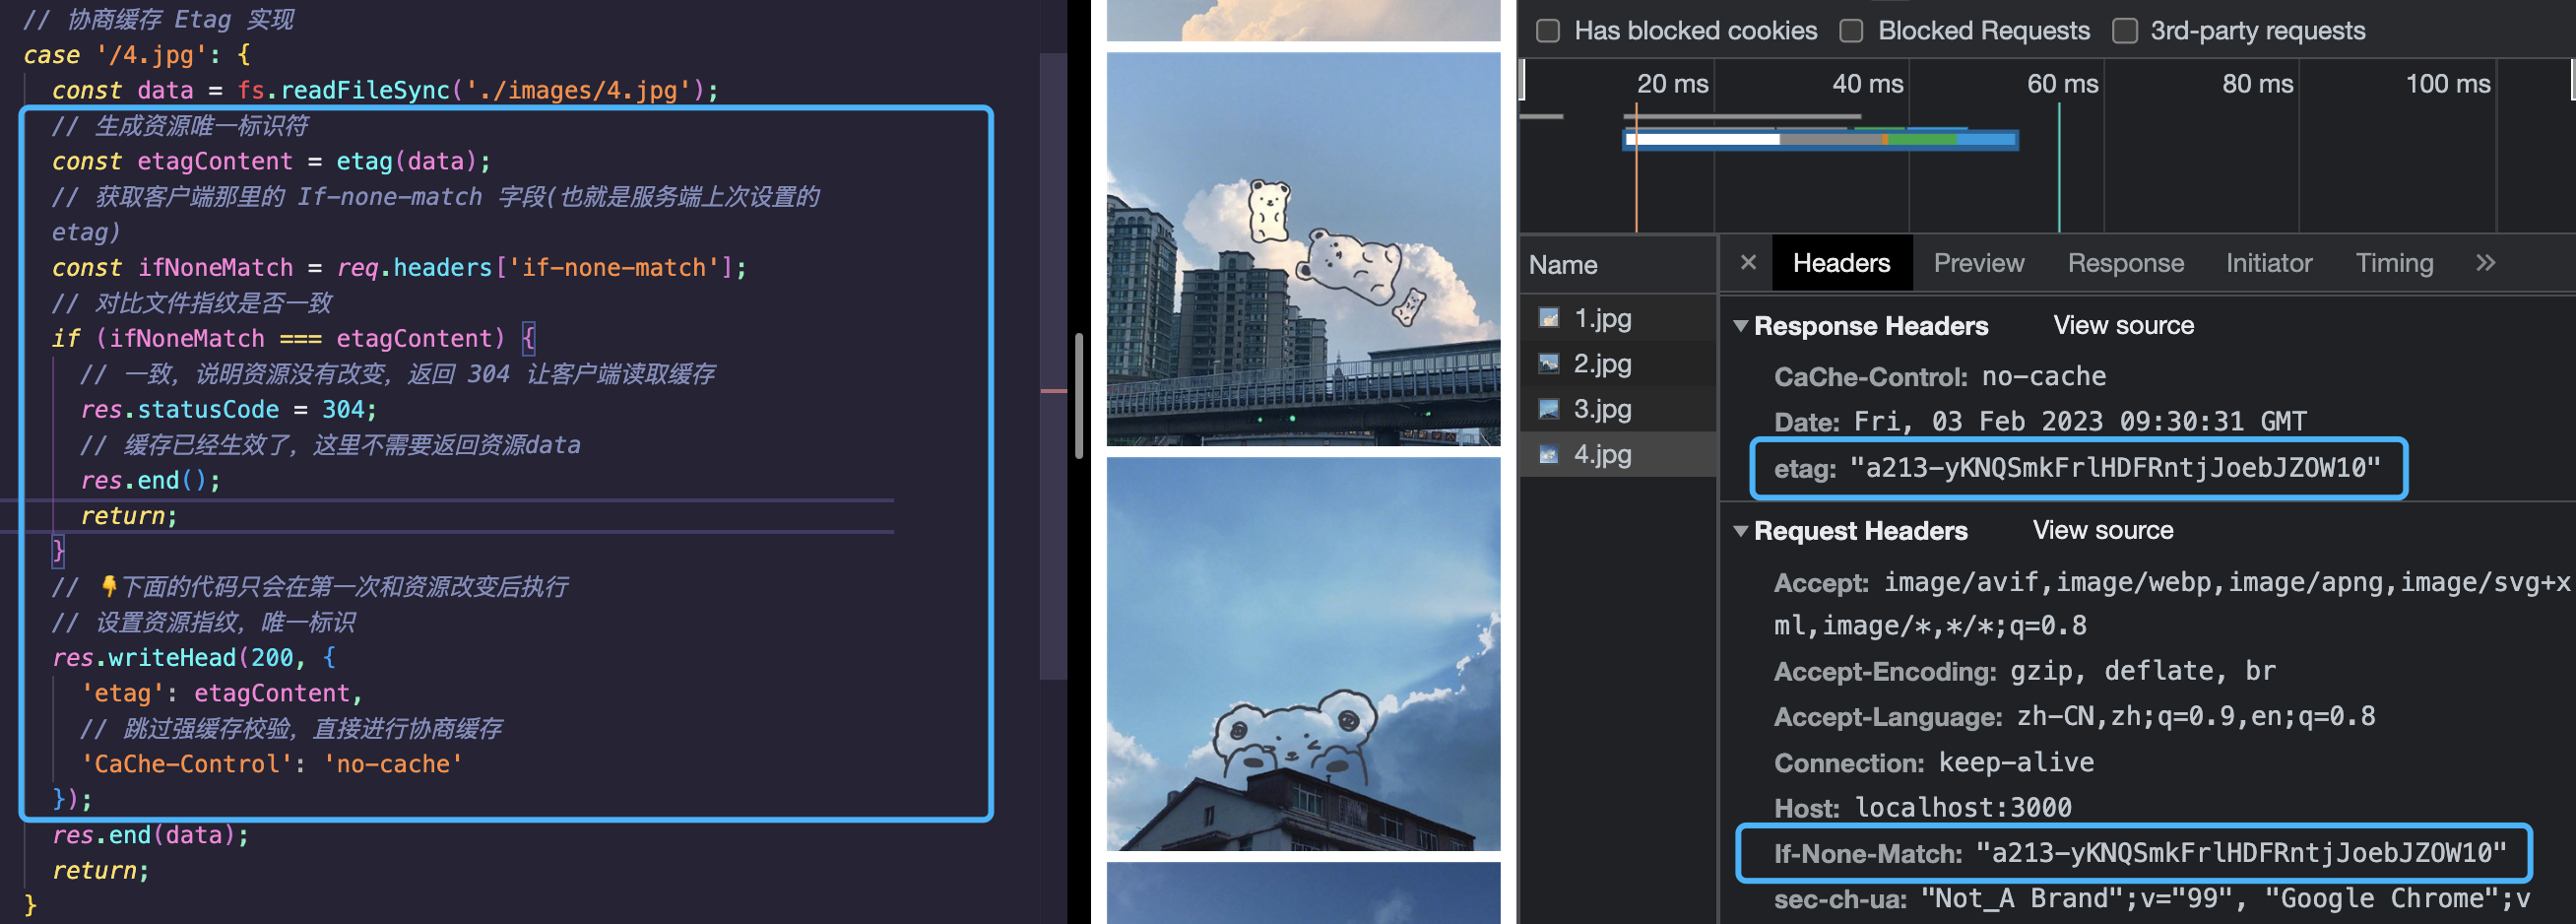 // 协商缓存 Etag 实现
case '/4.jpg': {
const data = fs.readFileSync('./images/4.jpg');
// 生成资源唯一标识符
const etagContent = etag(data);
// 获取客户端那里的 If-none-match 字段(也就是服务端上次设置的
etag)
const ifNoneMatch = req.headers['if-none-match'];
// 对比文件指纹是否一致
if (ifNoneMatch === etagContent) {
// 一致，说明资源没有改变，返回 304 让客户端读取缓存
res.statusCode = 304;
// 缓存已经生效了，这里不需要返回资源data
res.end();
return;
}
// 👇下面的代码只会在第一次和资源改变后执行
// 设置资源指纹，唯一标识
res.writeHead(200, {
'etag': etagContent,
// 跳过强缓存校验，直接进行协商缓存
'CaChe-Control': 'no-cache'
});
res.end(data);
return;
}
Has blocked cookies Blocked Requests 3rd-party requests
20 ms 40 ms 60 ms 80 ms 100 ms
Name
1.jpg
2.jpg
3.jpg
4.jpg
× Headers Preview Response Initiator Timing »
Response Headers View source
CaChe-Control: no-cache
Date: Fri, 03 Feb 2023 09:30:31 GMT
etag: "a213-yKNQSmkFrlHDFRntjJoebJZOW10"
Request Headers View source
Accept: image/avif,image/webp,image/apng,image/svg+x
ml,image/*,*/*;q=0.8
Accept-Encoding: gzip, deflate, br
Accept-Language: zh-CN,zh;q=0.9,en;q=0.8
Connection: keep-alive
Host: localhost:3000
If-None-Match: "a213-yKNQSmkFrlHDFRntjJoebJZOW10"
sec-ch-ua: "Not_A Brand";v="99", "Google Chrome";v